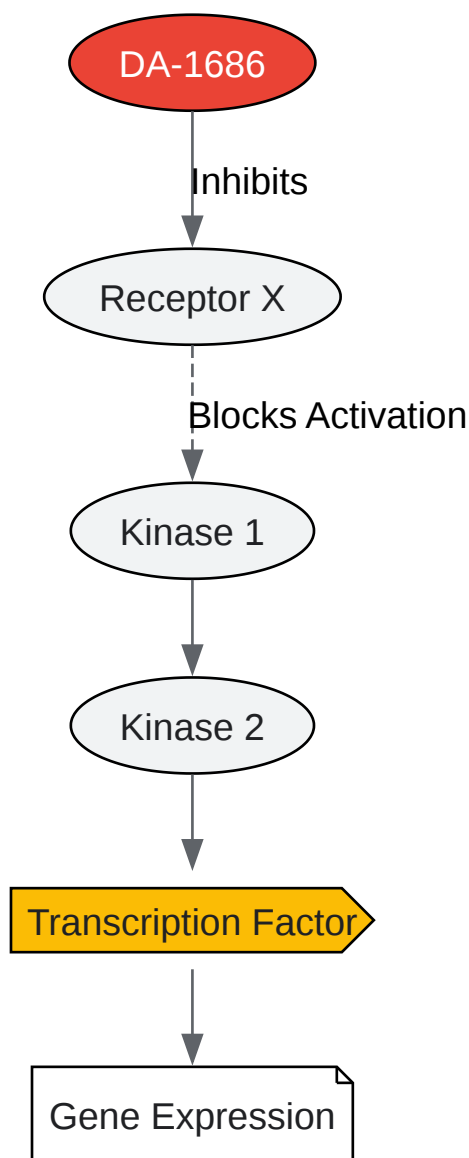 DA-1686
Inhibits
Receptor X
Blocks Activation
Kinase 1
Kinase 2
Transcription Factor
Gene Expression